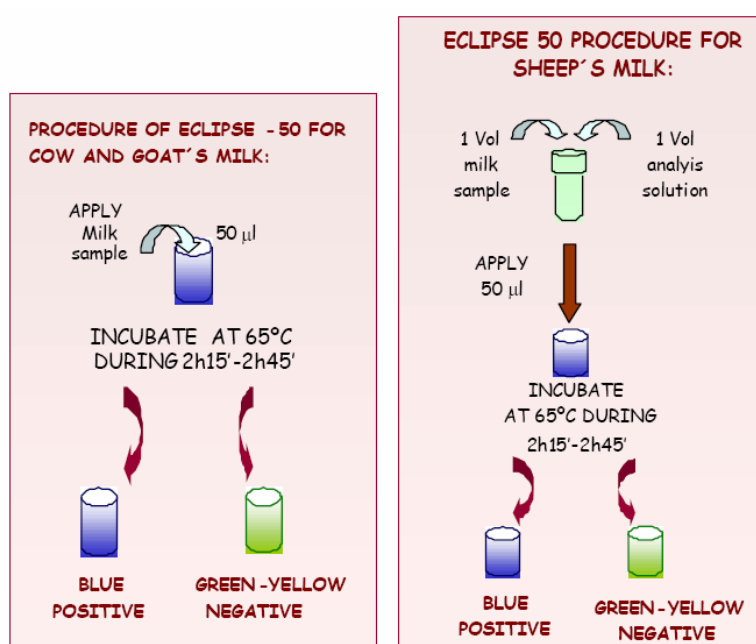 PROCEDURE OF ECLIPSE - 50 FOR
COW AND GOAT´S MILK:
APPLY
Milk
sample
50 µl
INCUBATE AT 65ºC
DURING 2h15'-2h45'
BLUE
POSITIVE
GREEN-YELLOW
NEGATIVE
ECLIPSE 50 PROCEDURE FOR
SHEEP´S MILK:
1 Vol
milk
sample
1 Vol
analyis
solution
APPLY
50 µl
INCUBATE
AT 65ºC DURING
2h15'-2h45'
BLUE
POSITIVE
GREEN-YELLOW
NEGATIVE